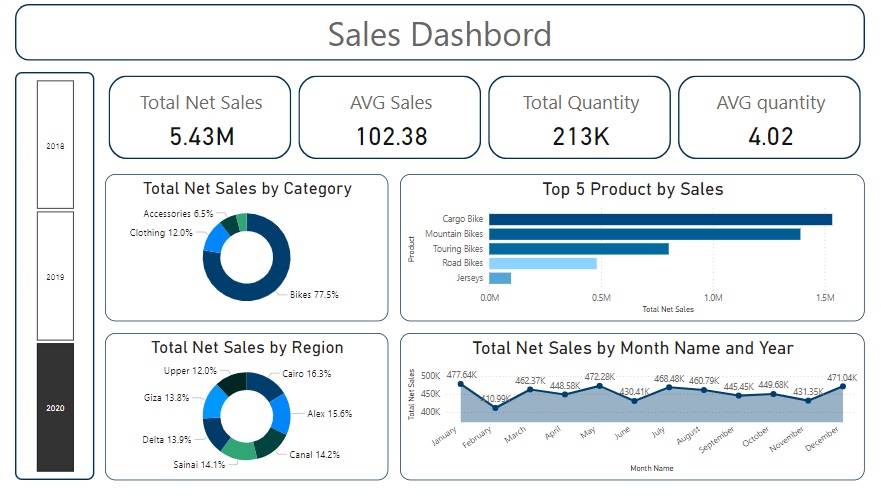 Sales Dashbord
2018
2019
2020
Total Net Sales
5.43M
AVG Sales
102.38
Total Quantity
213K
AVG quantity
4.02
Total Net Sales by Category
Accessories 6.5%
Clothing 12.0%
Bikes 77.5%
Top 5 Product by Sales
Product
Cargo Bike
Mountain Bikes
Touring Bikes
Road Bikes
Jerseys
0.0M 0.5M 1.0M 1.5M
Total Net Sales
Total Net Sales by Region
Upper 12.0%
Cairo 16.3%
Giza 13.8%
Alex 15.6%
Delta 13.9%
Canal 14.2%
Sainai 14.1%
Total Net Sales by Month Name and Year
Total Net Sales
500K
450K
400K
477.64K 410.99K 462.37K 448.58K 472.28K 430.41K 468.48K 460.79K 445.45K 449.68K 431.35K 471.04K
January February March April May June July August September October November December
Month Name